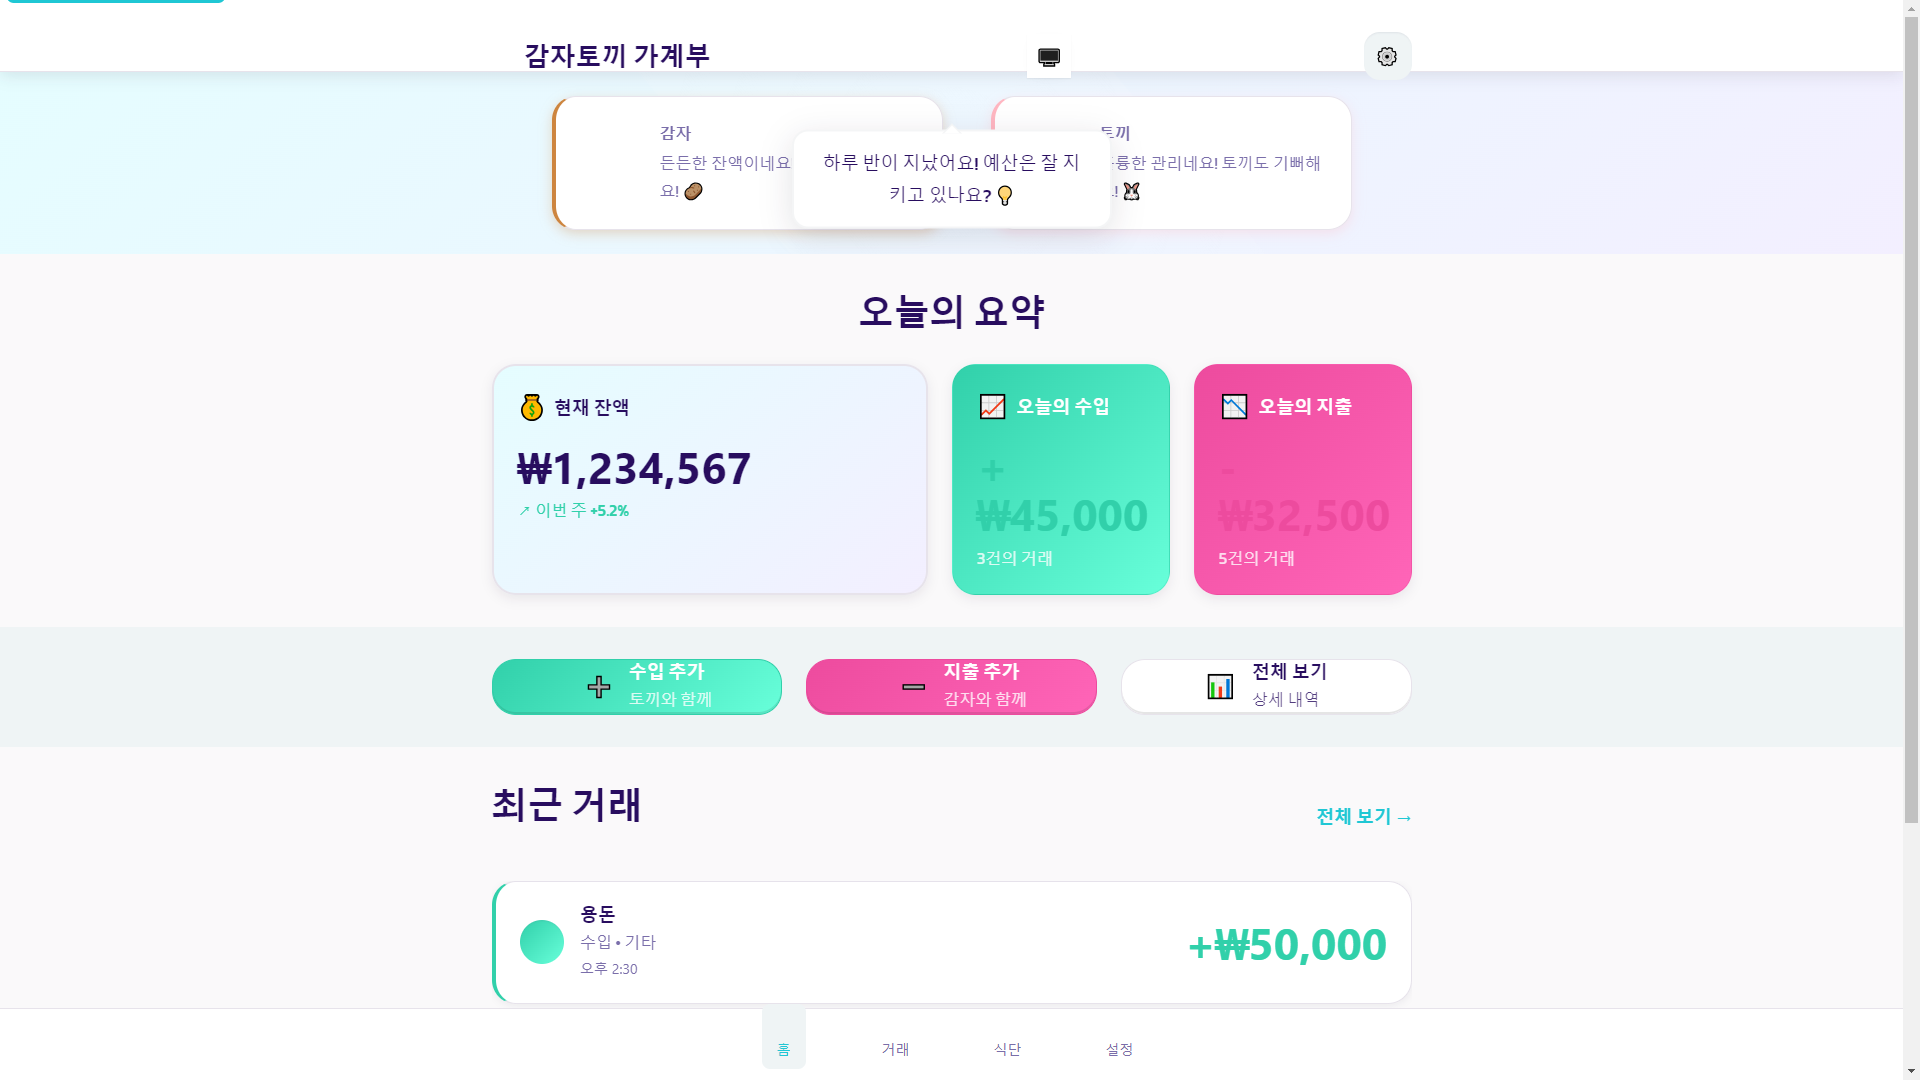 감자토끼 가계부
감자
든든한 잔액이네요
요!
하루 반이 지났어요! 예산은 잘 지
키고 있나요?
토끼
륭한 관리네요! 토끼도 기뻐해
!
오늘의 요약
현재 잔액
₩1,234,567
↗ 이번 주 +5.2%
오늘의 수입
+
₩45,000
3건의 거래
오늘의 지출
-
₩32,500
5건의 거래
수입 추가
토끼와 함께
지출 추가
감자와 함께
전체 보기
상세 내역
최근 거래
전체 보기 →
용돈
수입 • 기타
오후 2:30
+₩50,000
홈
거래
식단
설정